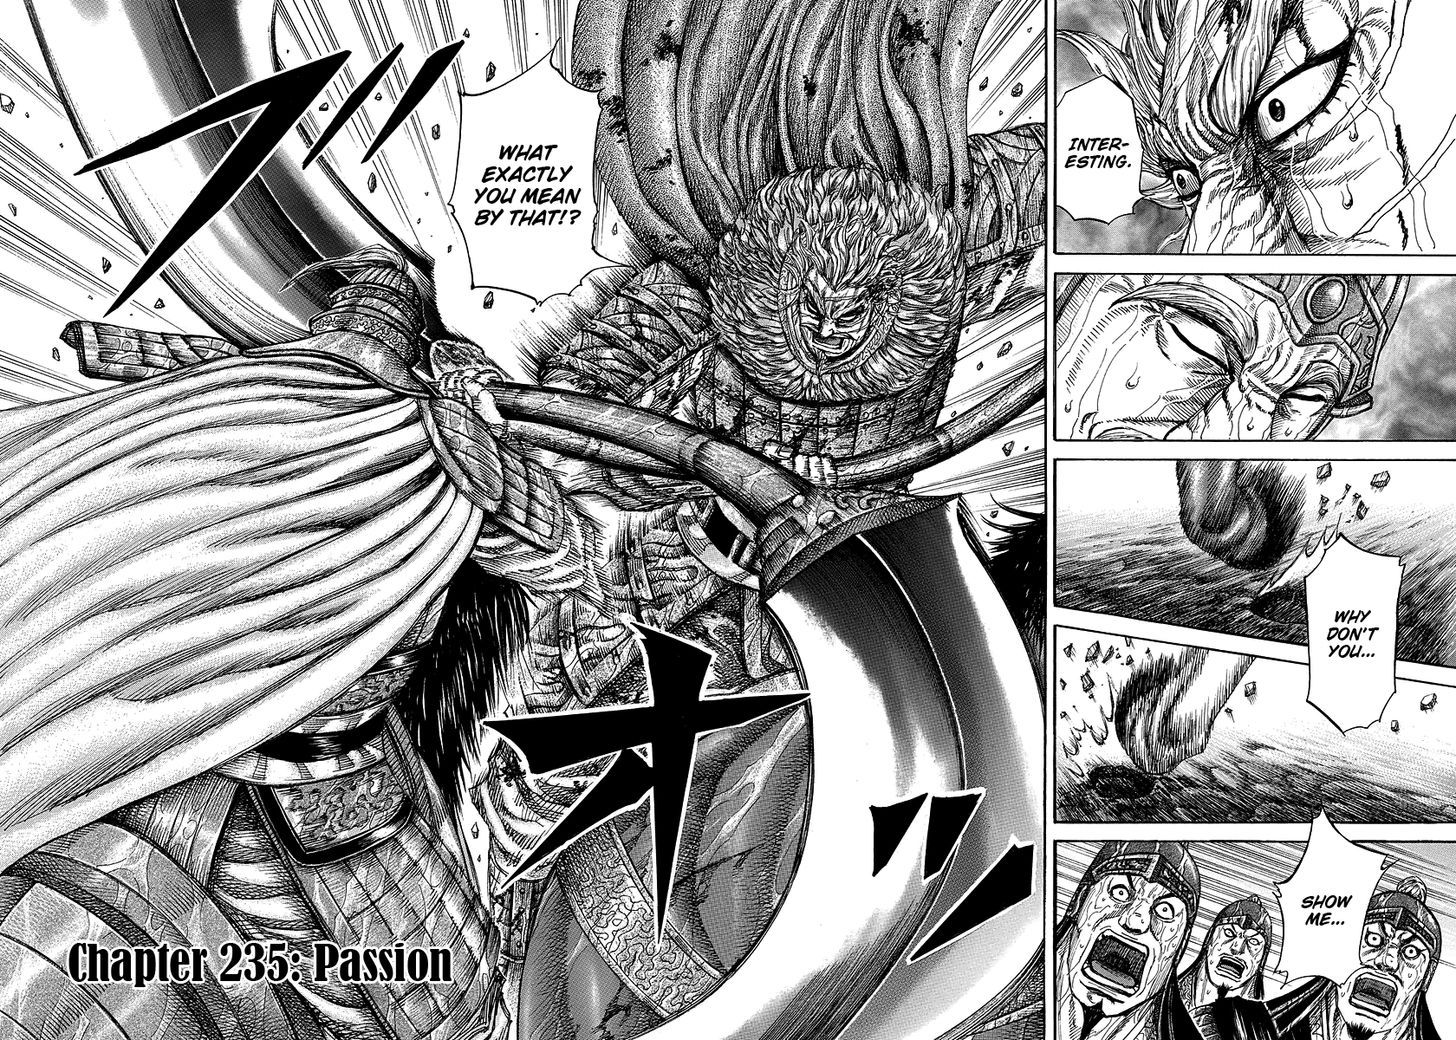 INTER-
ESTING.
WHY
DON'T
YOU...
SHOW
ME...
WHAT
EXACTLY
YOU MEAN
BY THAT!?
ブオッ
Chapter 235: Passion